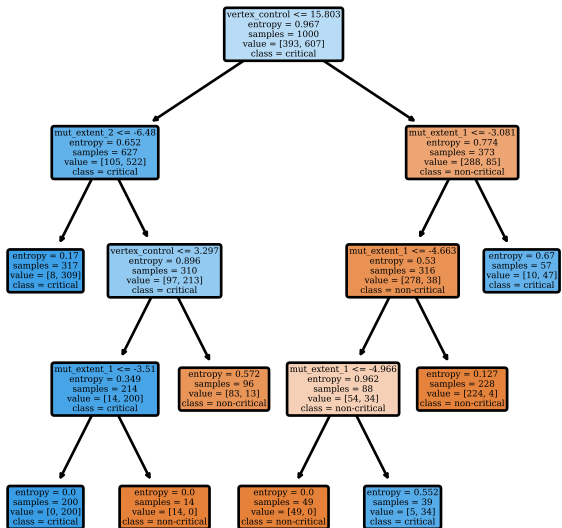 vertex_control <= 15.803
entropy = 0.967
samples = 1000
value = [393, 607]
class = critical
mut_extent_2 <= -6.48
entropy = 0.652
samples = 627
value = [105, 522]
class = critical
mut_extent_1 <= -3.081
entropy = 0.774
samples = 373
value = [288, 85]
class = non-critical
entropy = 0.17
samples = 317
value = [8, 309]
class = critical
vertex_control <= 3.297
entropy = 0.896
samples = 310
value = [97, 213]
class = critical
mut_extent_1 <= -4.663
entropy = 0.53
samples = 316
value = [278, 38]
class = non-critical
entropy = 0.67
samples = 57
value = [10, 47]
class = critical
mut_extent_1 <= -3.51
entropy = 0.349
samples = 214
value = [14, 200]
class = critical
entropy = 0.572
samples = 96
value = [83, 13]
class = non-critical
mut_extent_1 <= -4.966
entropy = 0.962
samples = 88
value = [54, 34]
class = non-critical
entropy = 0.127
samples = 228
value = [224, 4]
class = non-critical
entropy = 0.0
samples = 200
value = [0, 200]
class = critical
entropy = 0.0
samples = 14
value = [14, 0]
class = non-critical
entropy = 0.0
samples = 49
value = [49, 0]
class = non-critical
entropy = 0.552
samples = 39
value = [5, 34]
class = critical